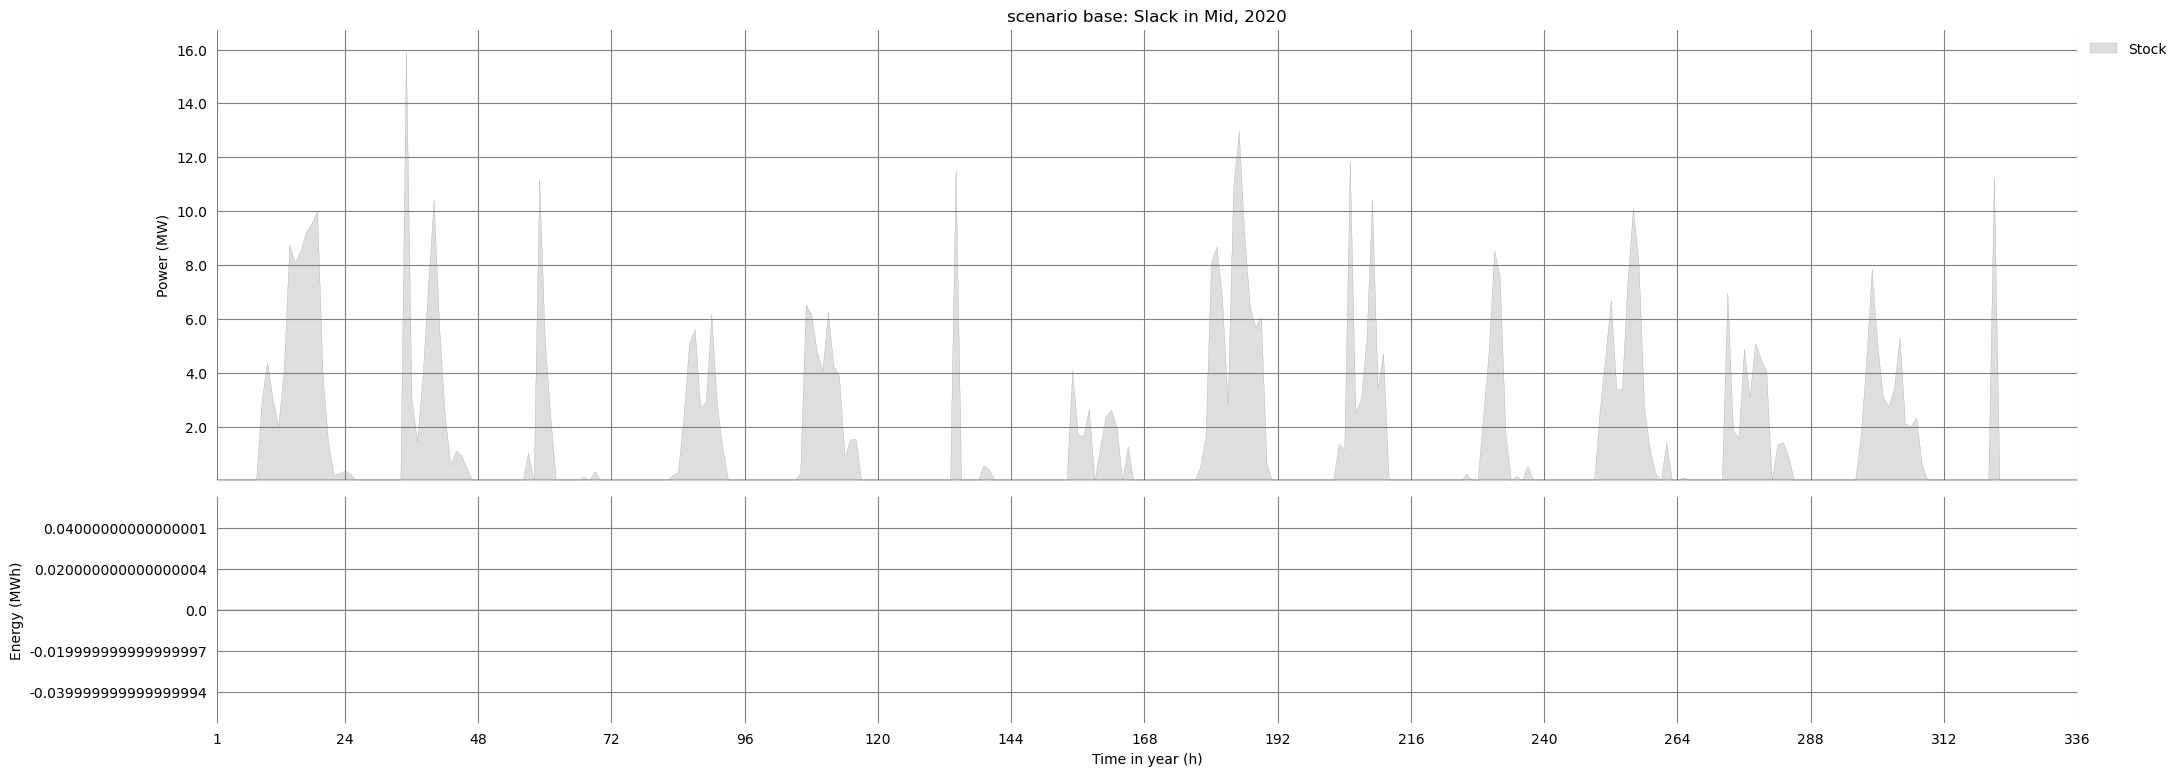 scenario base: Slack in Mid, 2020
Stock
16.0
14.0
12.0
10.0
8.0
6.0
4.0
2.0
Power (MW)
0.040000000000000001
0.020000000000000004
0.0
-0.019999999999999997
-0.039999999999999994
Energy (MWh)
1 24 48 72 96 120 144 168 192 216 240 264 288 312 336
Time in year (h)